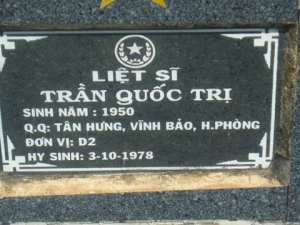 LIỆT SĨ
TRẦN QUỐC TRỊ
SINH NĂM : 1950
Q.Q: TÂN HƯNG, VĨNH BẢO, H.PHÒNG
ĐƠN VỊ: D2
HY SINH: 3-10-1978